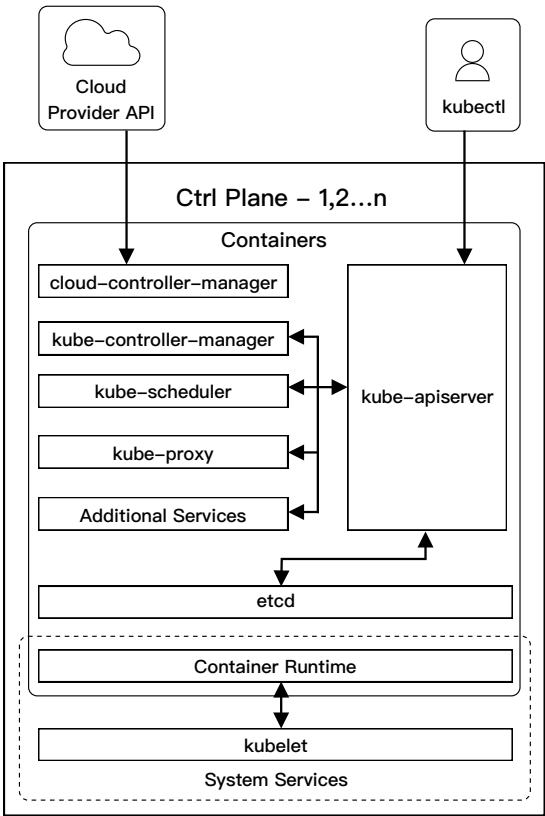 Cloud
Provider API
kubectl
Ctrl Plane – 1,2...n
Containers
cloud–controller–manager
kube–controller–manager
kube–scheduler
kube–apiserver
kube–proxy
Additional Services
etcd
Container Runtime
kubelet
System Services